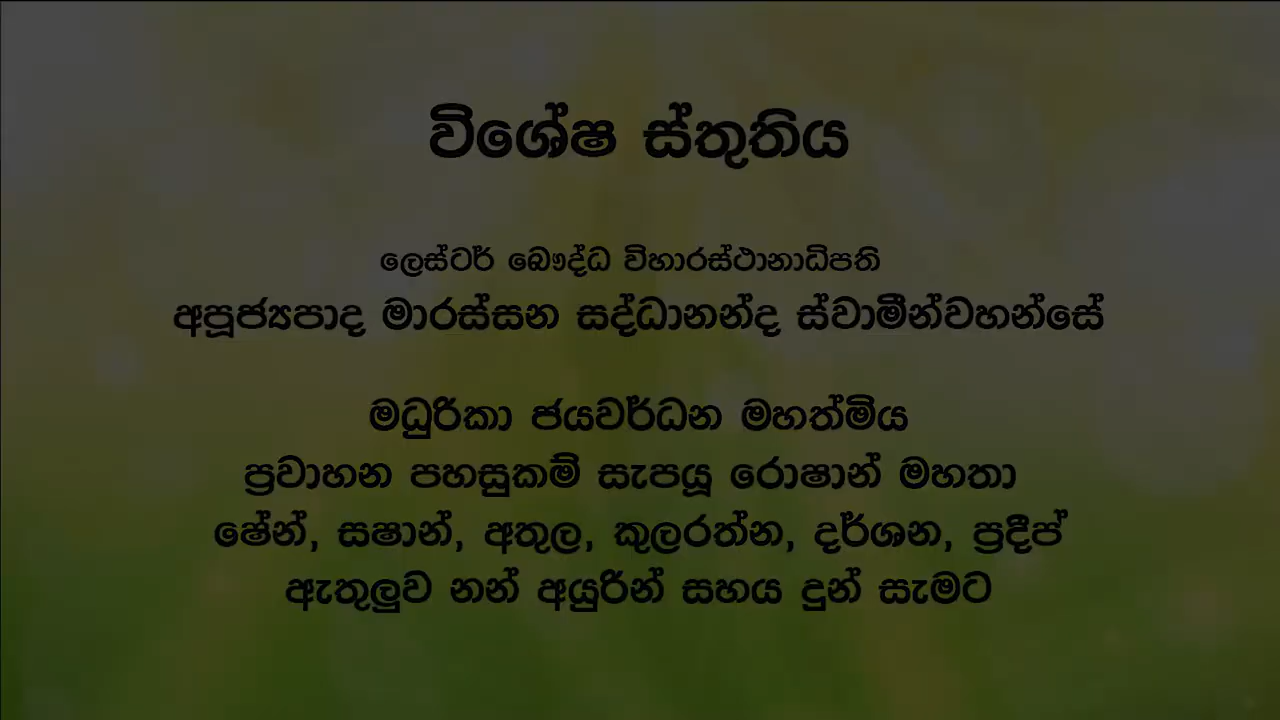 විශේෂ ස්තූතිය
ලෙස්ටර් බෞද්ධ විහාරස්ථානාධිපති
අපූජ්‍යපාද මාරස්සන සද්ධානන්ද ස්වාමීන්වහන්සේ
මධුරිකා ජයවර්ධන මහත්මිය
ප්‍රවාහන පහසුකම් සැපයූ රොෂාන් මහතා
ෂේන්, සෂාන්, අතුල, කුලරත්න, දර්ශන, ප්‍රදීප්
ඇතුලුව නන් අයුරින් සහය දුන් සැමට